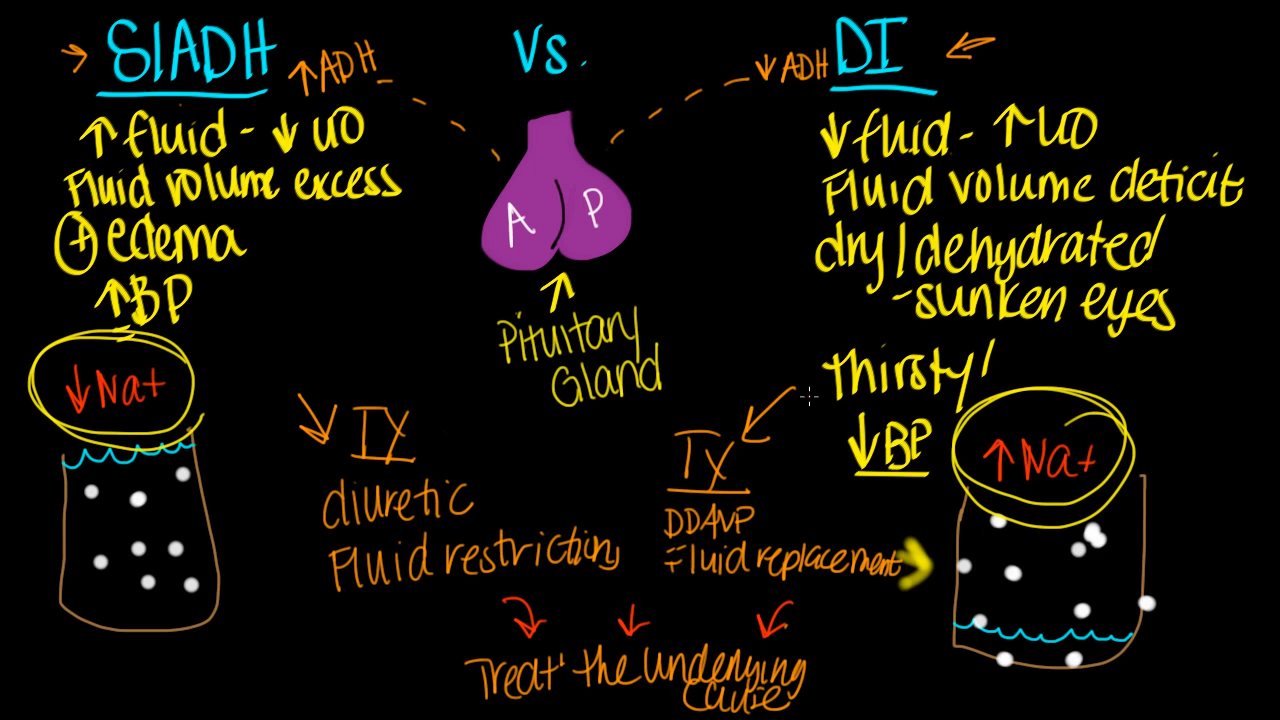 → SIADH
↑ADH
↑ fluid - ↓ UO
Fluid volume excess
⊕ edema
↑BP
↓ Na+
Vs.
A P
↑
Pituitary
Gland
↓ADH
DI ←
↓ fluid - ↑ UO
Fluid volume deficit
dry/dehydrated
- sunken eyes
thirsty!
↓BP
↑ Na+
↘ TX
diuretic
Fluid restriction
Tx
DDAVP
Fluid replacement
Treat the underlying
cause